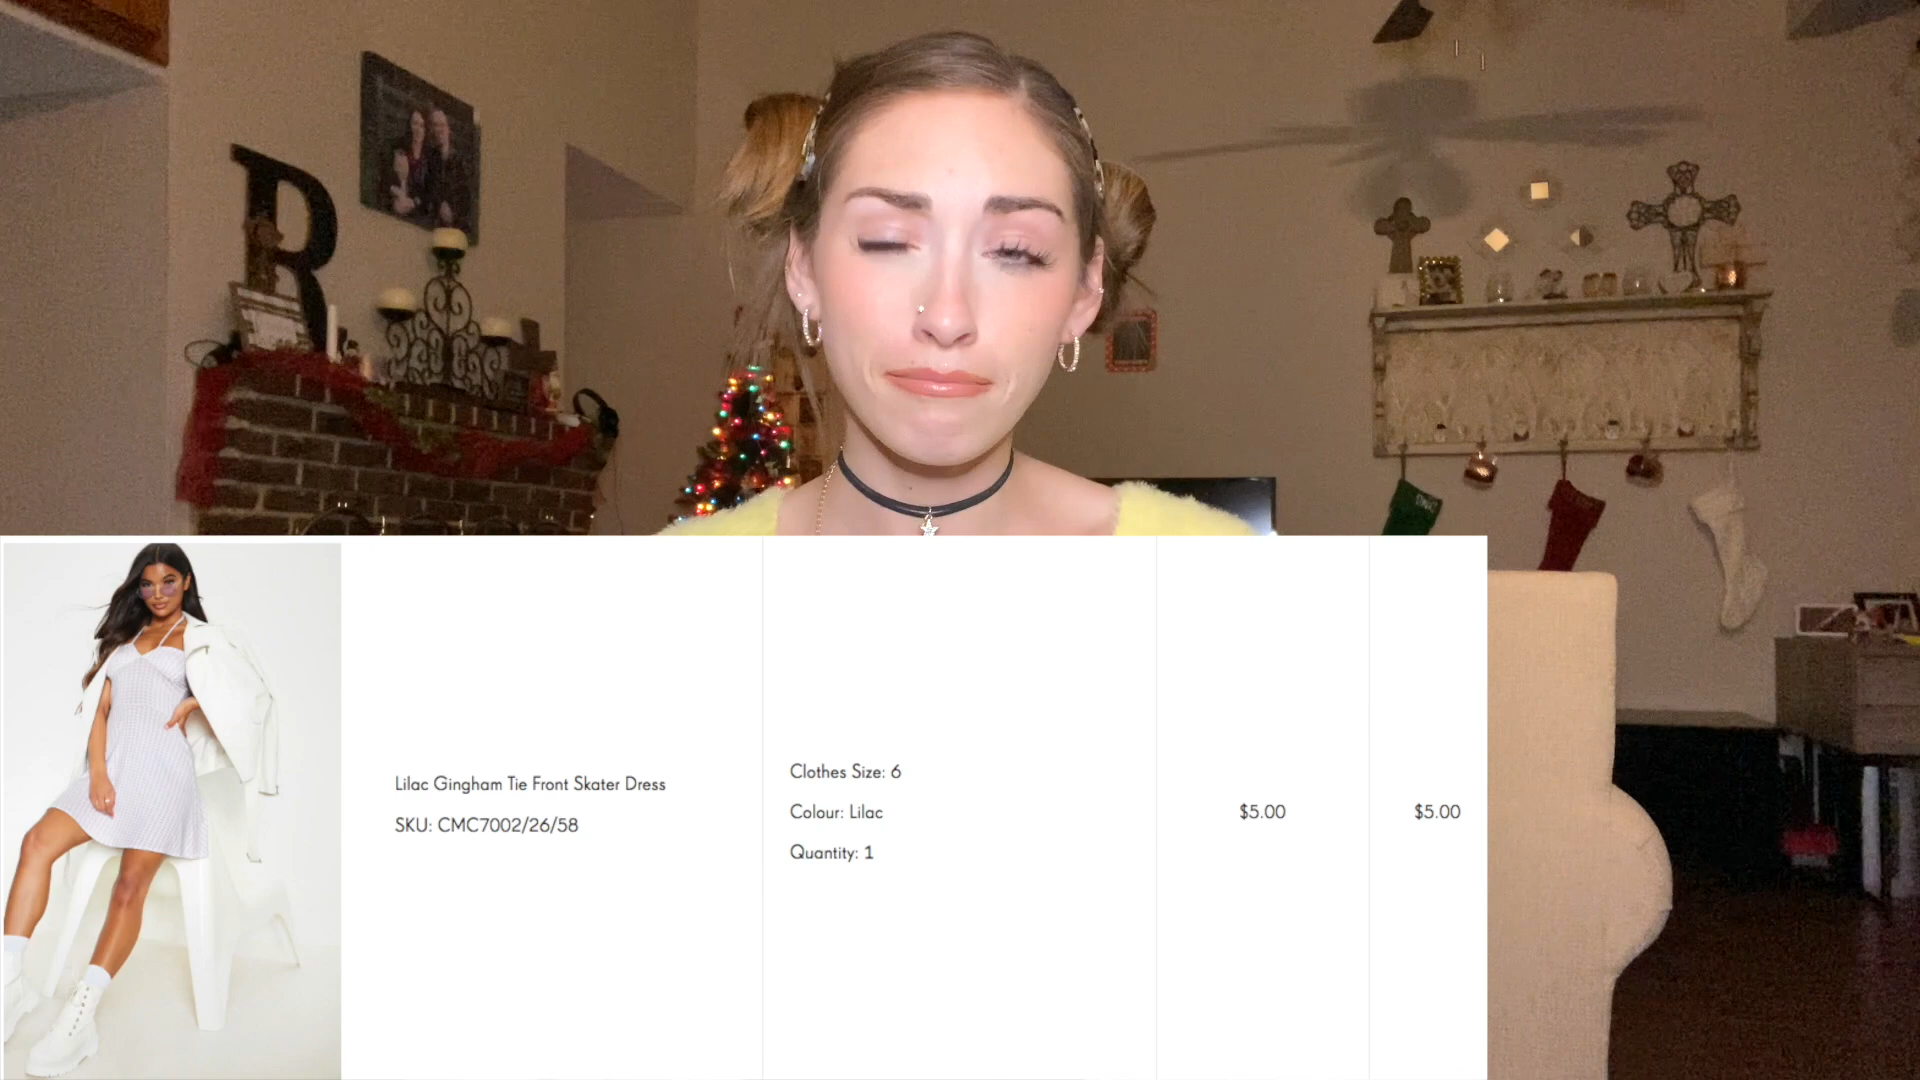 R
Lilac Gingham Tie Front Skater Dress
SKU: CMC7002/26/58
Clothes Size: 6
Colour: Lilac
Quantity: 1
$5.00
$5.00